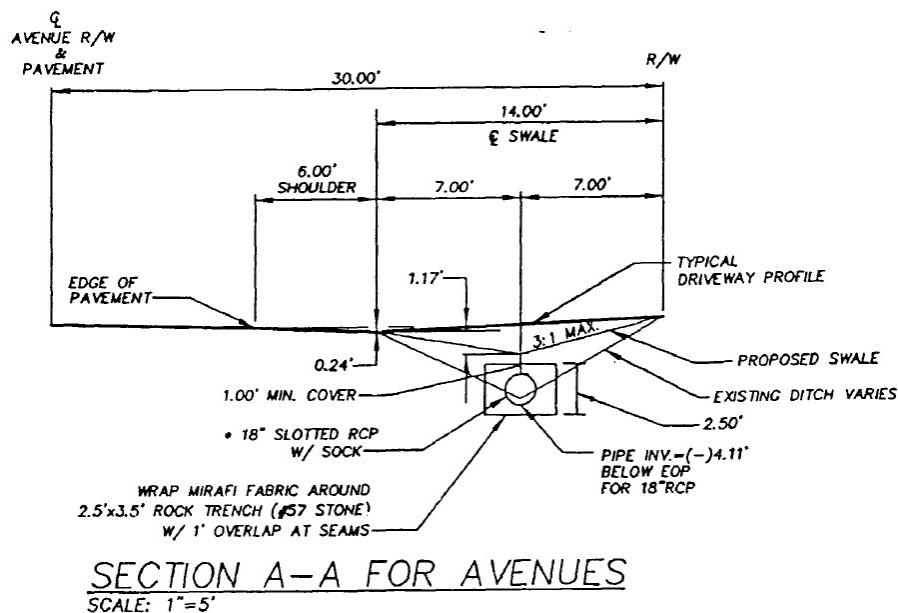 ℄
AVENUE R/W
&
PAVEMENT
R/W
30.00'
14.00'
℄ SWALE
6.00'
SHOULDER
7.00'
7.00'
1.17'
TYPICAL
DRIVEWAY PROFILE
EDGE OF
PAVEMENT
3:1 MAX.
0.24'
PROPOSED SWALE
1.00' MIN. COVER
EXISTING DITCH VARIES
2.50'
* 18" SLOTTED RCP
W/ SOCK
PIPE INV.=(-)4.11'
BELOW EOP
FOR 18"RCP
WRAP MIRAFI FABRIC AROUND
2.5'x3.5' ROCK TRENCH (#57 STONE)
W/ 1' OVERLAP AT SEAMS
SECTION A-A FOR AVENUES
SCALE: 1"=5'